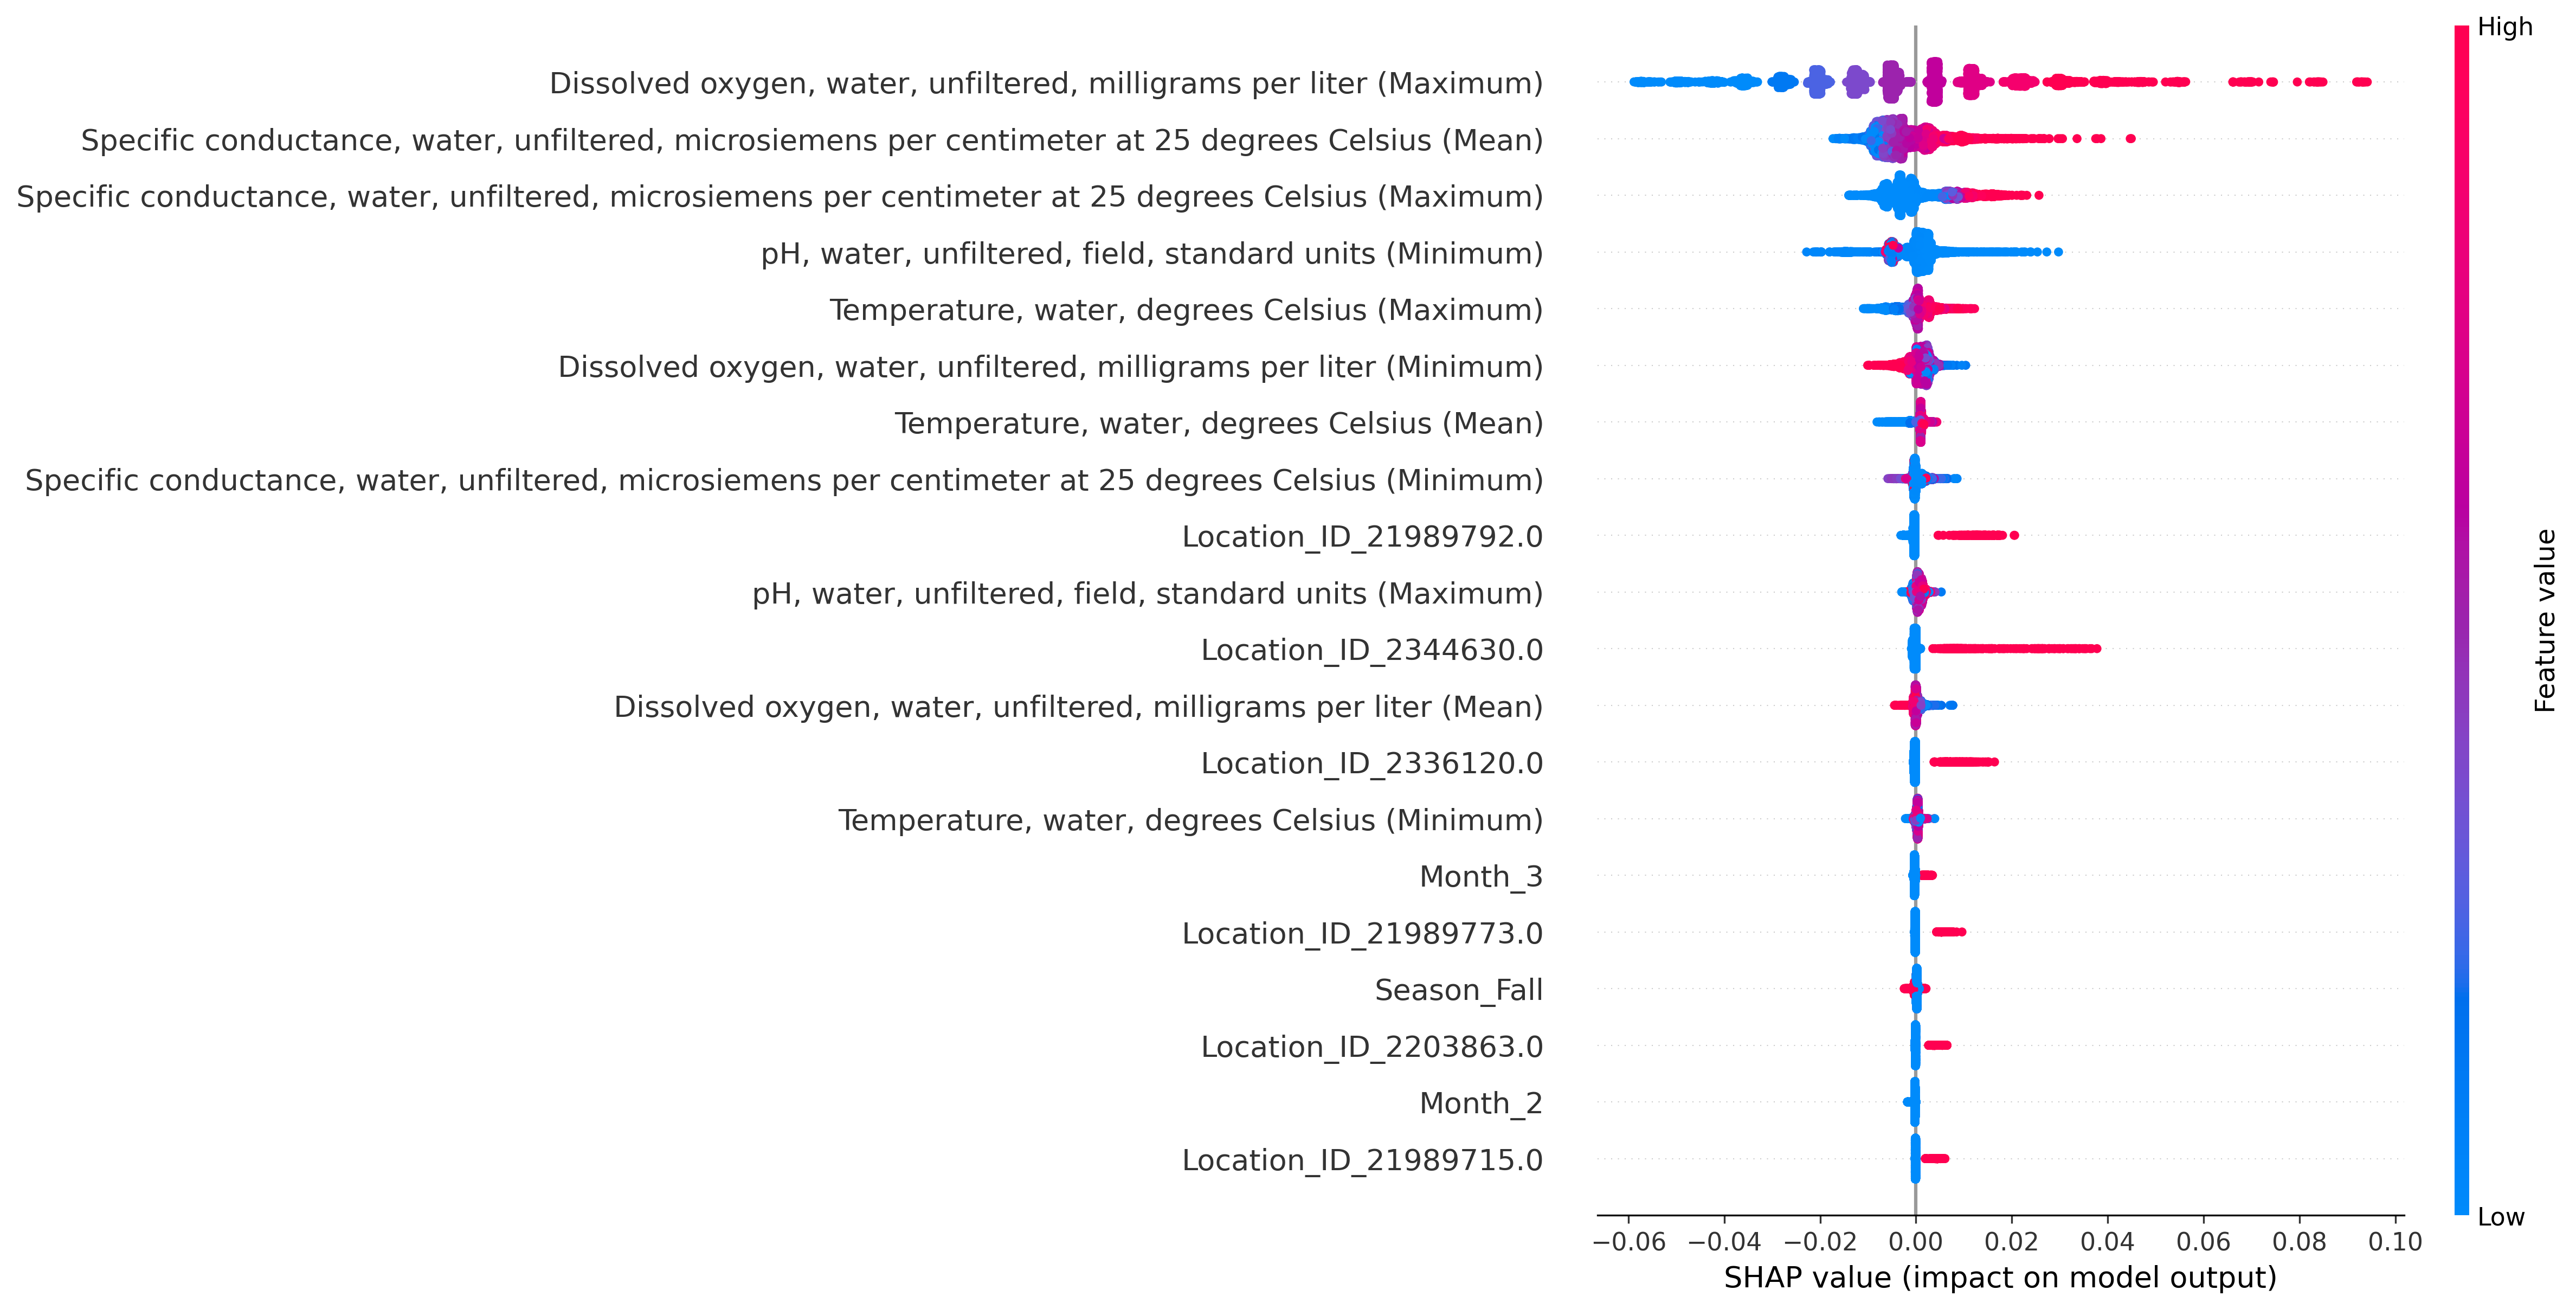 High
Dissolved oxygen, water, unfiltered, milligrams per liter (Maximum)
Specific conductance, water, unfiltered, microsiemens per centimeter at 25 degrees Celsius (Mean)
Specific conductance, water, unfiltered, microsiemens per centimeter at 25 degrees Celsius (Maximum)
pH, water, unfiltered, field, standard units (Minimum)
Temperature, water, degrees Celsius (Maximum)
Dissolved oxygen, water, unfiltered, milligrams per liter (Minimum)
Temperature, water, degrees Celsius (Mean)
Specific conductance, water, unfiltered, microsiemens per centimeter at 25 degrees Celsius (Minimum)
Location_ID_21989792.0
pH, water, unfiltered, field, standard units (Maximum)
Location_ID_2344630.0
Dissolved oxygen, water, unfiltered, milligrams per liter (Mean)
Location_ID_2336120.0
Temperature, water, degrees Celsius (Minimum)
Month_3
Location_ID_21989773.0
Season_Fall
Location_ID_2203863.0
Month_2
Location_ID_21989715.0
Feature value
Low
−0.06 −0.04 −0.02 0.00 0.02 0.04 0.06 0.08 0.10
SHAP value (impact on model output)